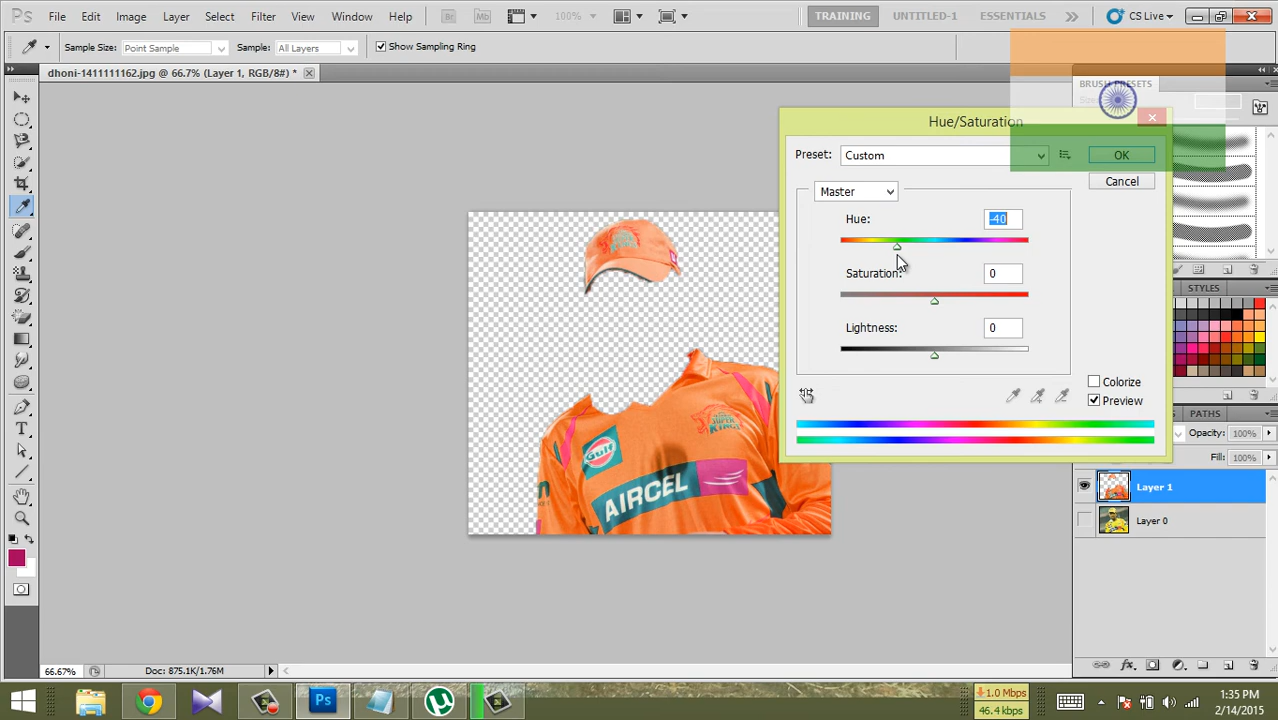 Ps File Edit Image Layer Select Filter View Window Help Br Mb 100% TRAINING UNTITLED-1 ESSENTIALS CS Live
Sample Size: Point Sample Sample: All Layers Show Sampling Ring
dhoni-1411111162.jpg @ 66.7% (Layer 1, RGB/8#) *
BRUSH PRESETS
Hue/Saturation
Preset: Custom OK
Cancel
Master
Hue: -40
Saturation: 0
Lightness: 0
Colorize
Preview
STYLES
PATHS
Opacity: 100%
Fill: 100%
Layer 1
Layer 0
SUPER
KINGS
Gulf
AIRCEL
66.67% Doc: 875.1K/1.76M
Ps
1.0 Mbps
46.4 kbps
1:35 PM
2/14/2015